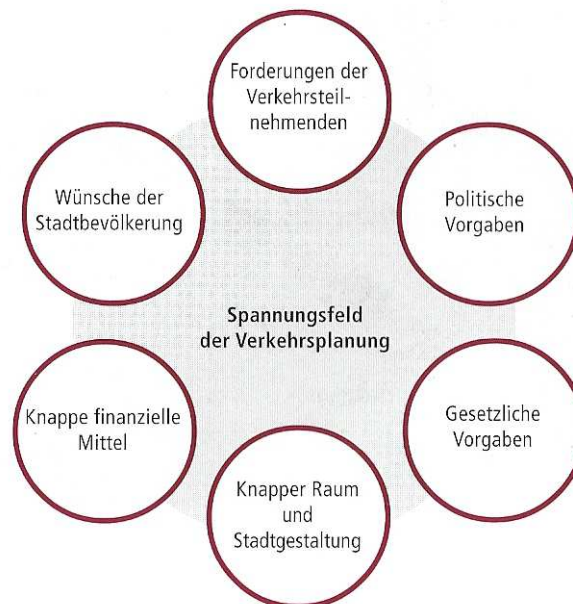 Forderungen der
Verkehrsteil-
nehmenden
Wünsche der
Stadtbevölkerung
Politische
Vorgaben
Spannungsfeld
der Verkehrsplanung
Knappe finanzielle
Mittel
Gesetzliche
Vorgaben
Knapper Raum
und
Stadtgestaltung